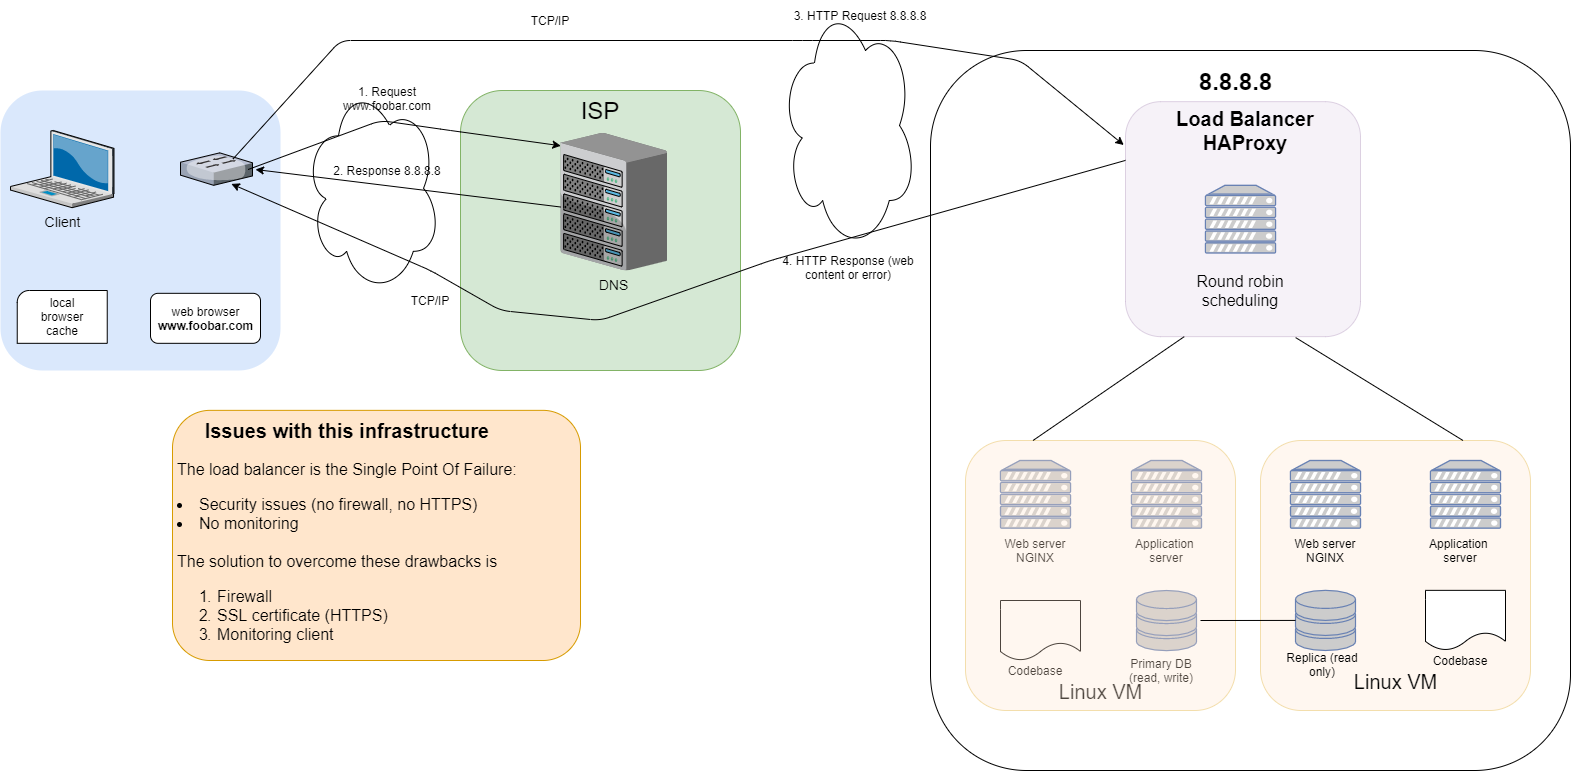 TCP/IP
3. HTTP Request 8.8.8.8
1. Request
www.foobar.com
ISP
8.8.8.8
Load Balancer
HAProxy
2. Response 8.8.8.8
Client
DNS
4. HTTP Response (web
content or error)
Round robin
scheduling
TCP/IP
local
browser
cache
web browser
www.foobar.com
Issues with this infrastructure
The load balancer is the Single Point Of Failure:
• Security issues (no firewall, no HTTPS)
• No monitoring
The solution to overcome these drawbacks is
1. Firewall
2. SSL certificate (HTTPS)
3. Monitoring client
Web server
NGINX
Application
server
Codebase
Primary DB
(read, write)
Linux VM
Web server
NGINX
Application
server
Replica (read
only)
Codebase
Linux VM